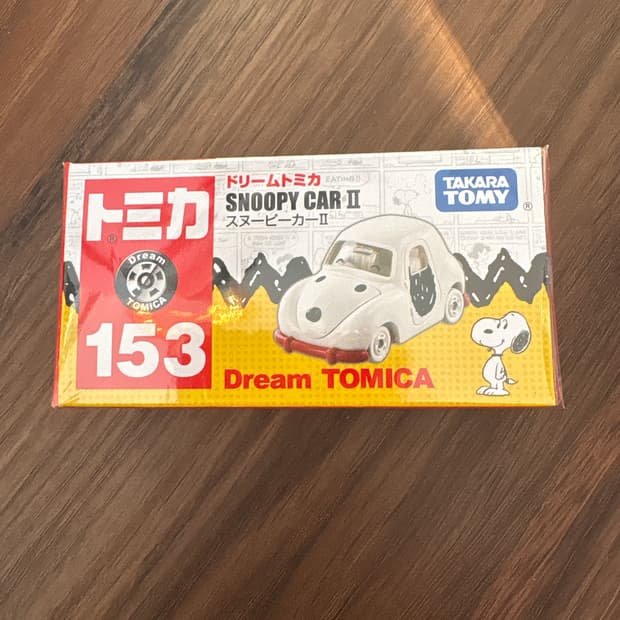 トミカ
®
Dream
TOMICA
153
ドリームトミカ
SNOOPY CAR II
スヌーピーカーII
EATING!!
TAKARA
TOMY
®
Dream TOMICA